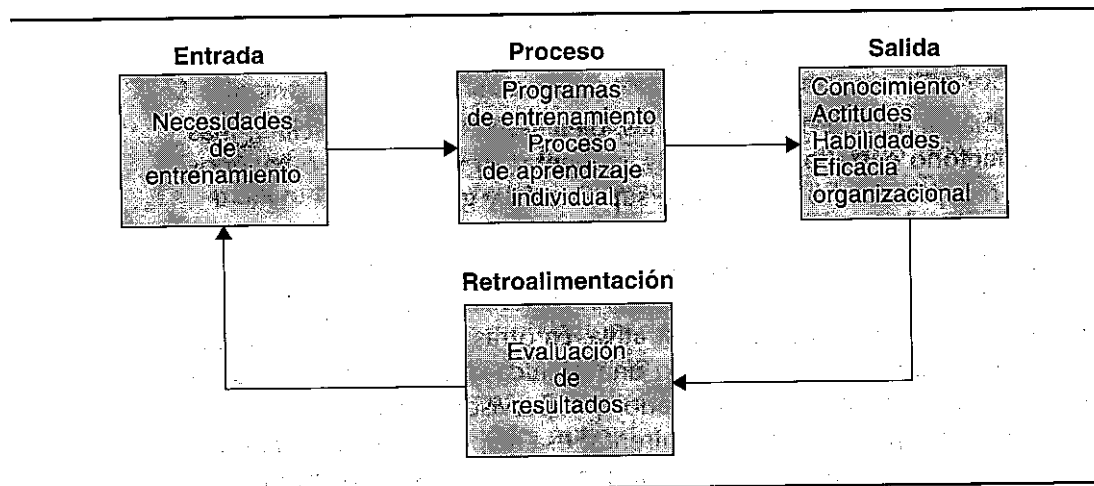 Entrada
Necesidades
de
entrenamiento
Proceso
Programas
de entrenamiento
Proceso
de aprendizaje
individual
Salida
Conocimiento
Actitudes
Habilidades
Eficacia
organizacional
Retroalimentación
Evaluación
de
resultados